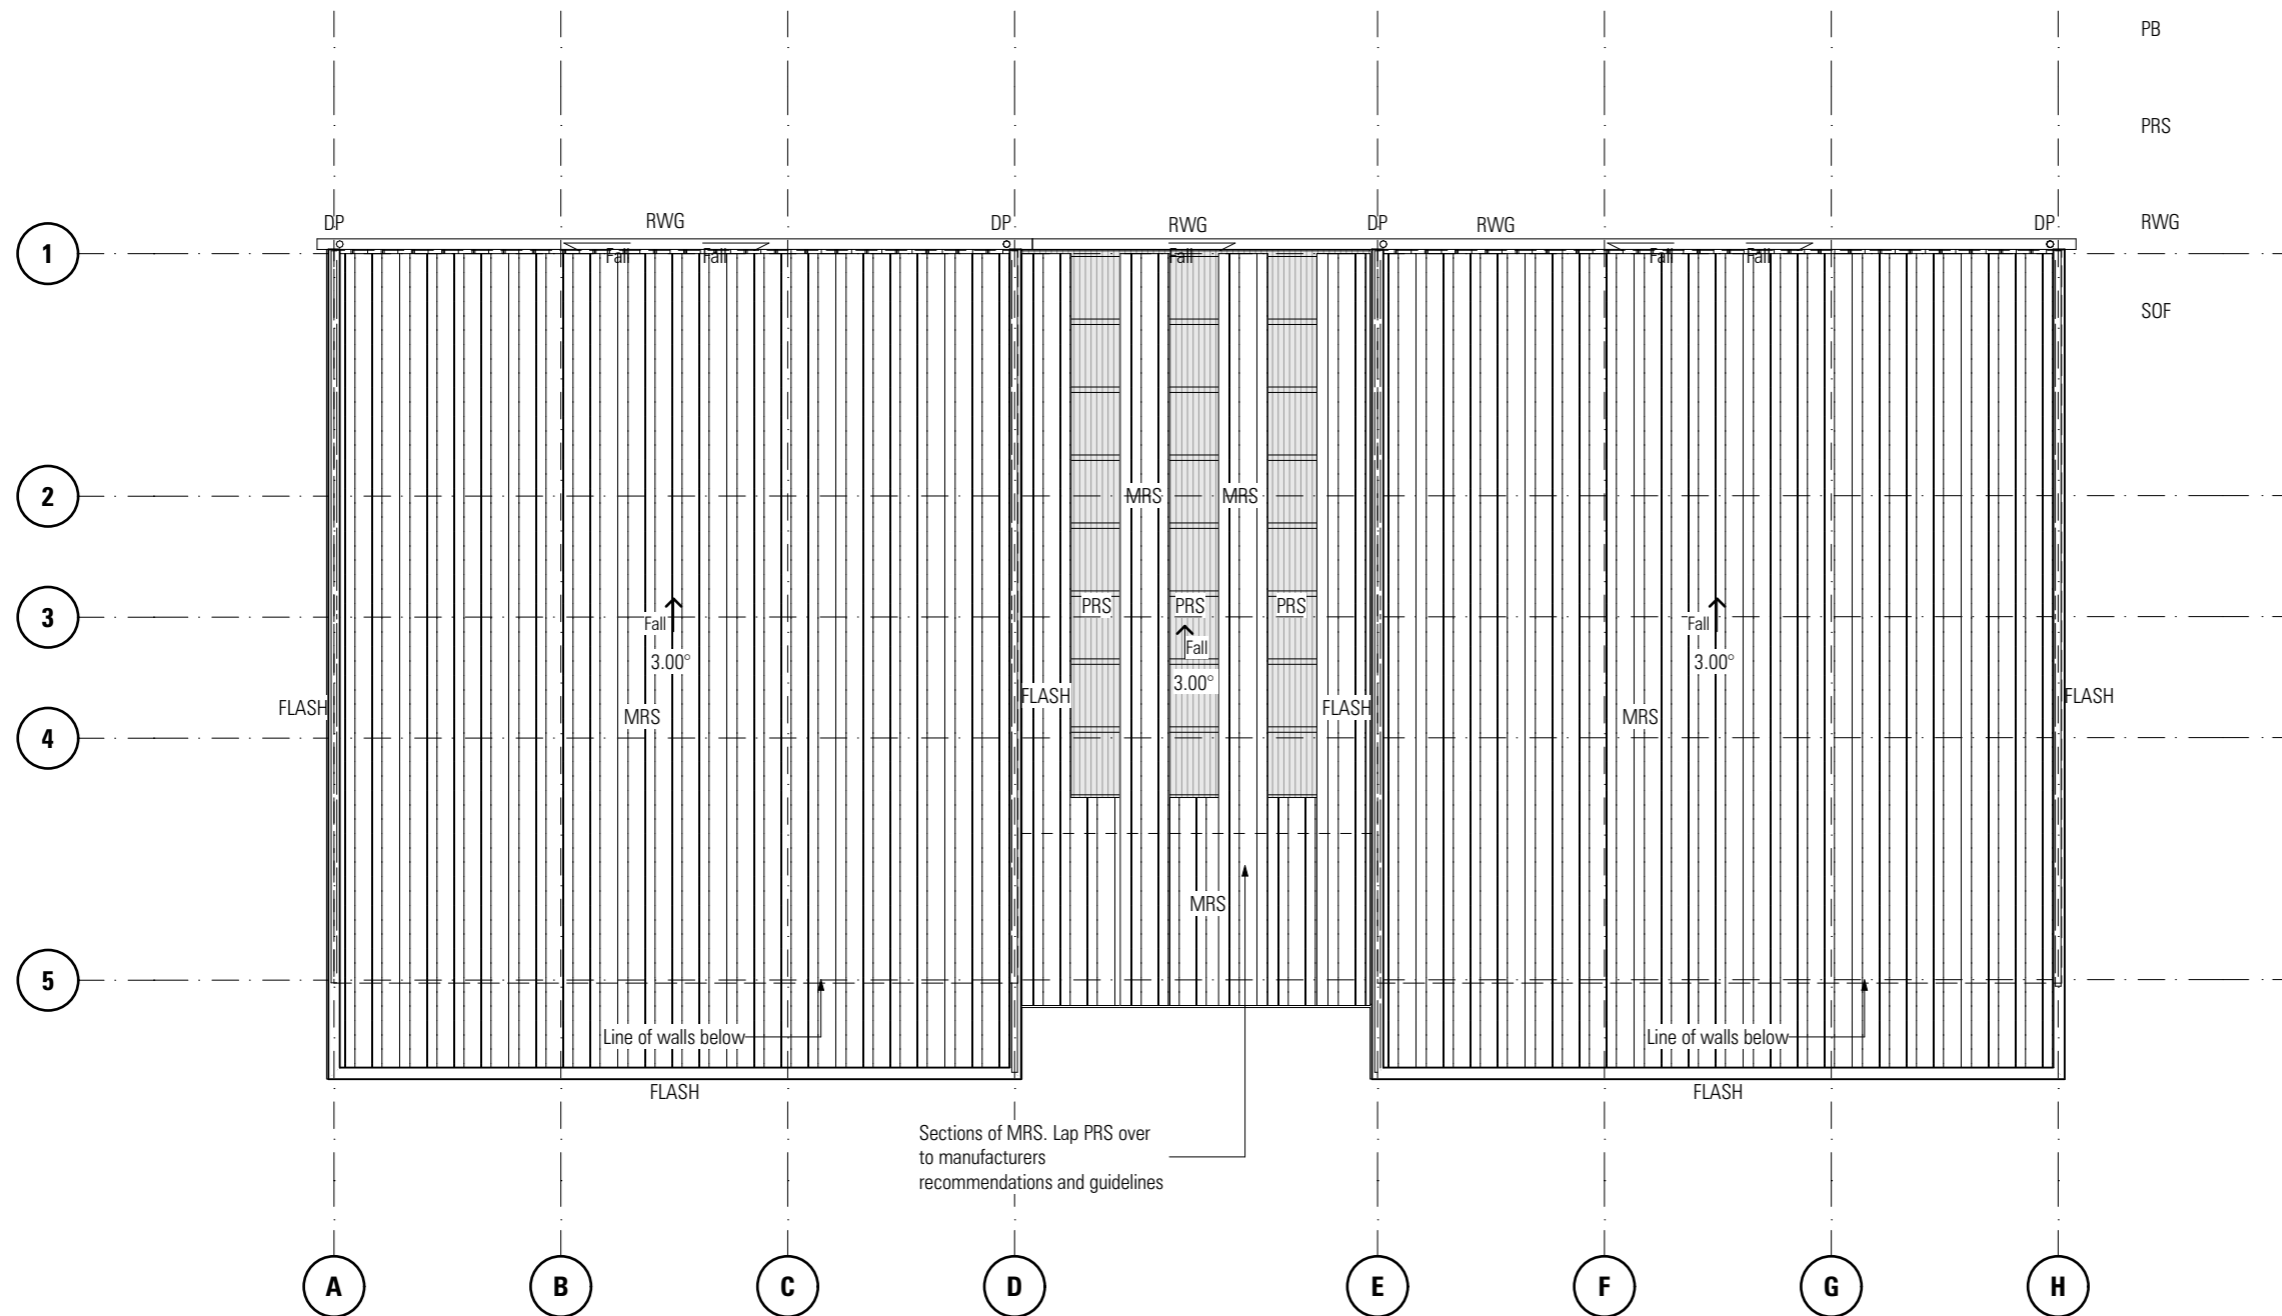 PB
PRS
DP
RWG
DP
RWG
DP
RWG
DP
RWG
1
Fall
Fall
Fall
Fall
Fall
SOF
2
MRS
MRS
3
PRS
PRS
PRS
Fall
Fall
Fall
3.00°
3.00°
3.00°
FLASH
FLASH
FLASH
FLASH
MRS
MRS
4
MRS
5
Line of walls below
Line of walls below
FLASH
FLASH
Sections of MRS. Lap PRS over
to manufacturers
recommendations and guidelines
A
B
C
D
E
F
G
H